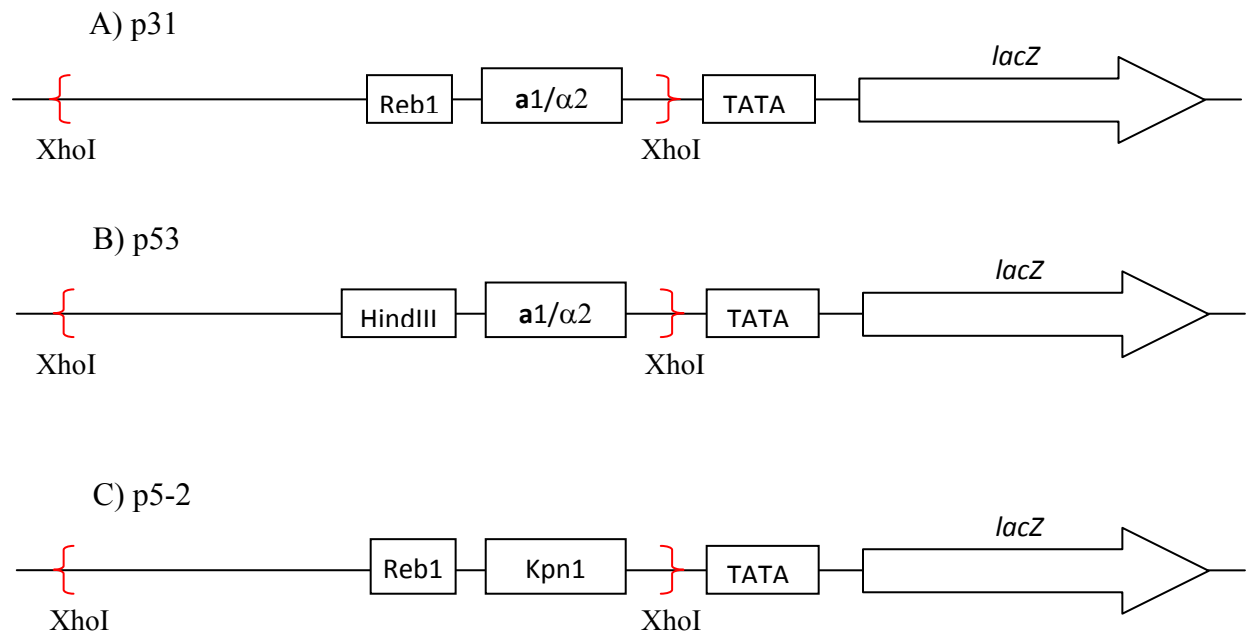 A) p31
lacZ
Reb1 a1/α2 TATA
XhoI XhoI
B) p53
lacZ
HindIII a1/α2 TATA
XhoI XhoI
C) p5-2
lacZ
Reb1 Kpn1 TATA
XhoI XhoI